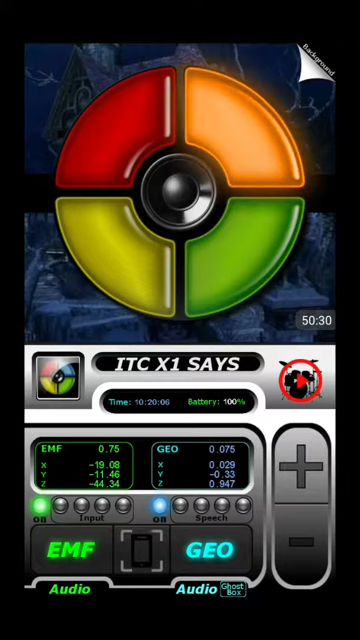 Background
50:30
ITC X1 SAYS
Time: 10:20:06 Battery: 100%
EMF 0.75
X -19.08
Y -11.46
Z -44.34
GEO 0.075
X 0.029
Y -0.33
Z 0.947
on Input
on Speech
EMF
GEO
Audio
Audio Ghost Box